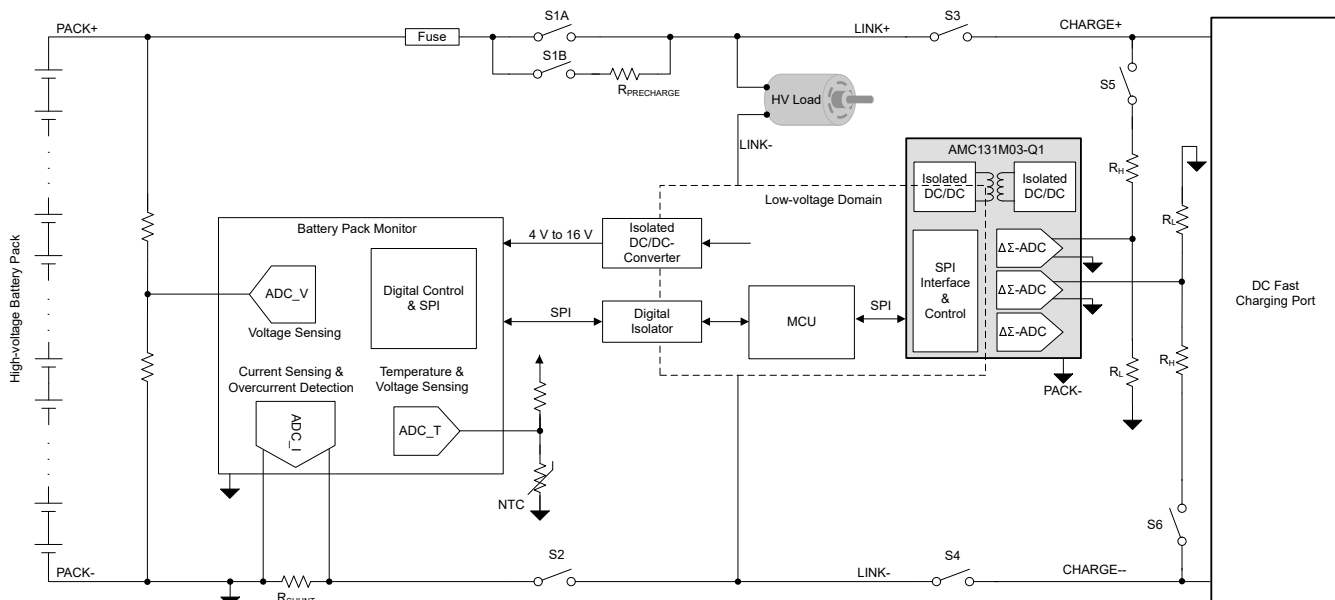 PACK+
Fuse
S1A
S1B
RPRECHARGE
LINK+
S3
CHARGE+
S5
HV Load
LINK-
AMC131M03-Q1
Isolated
DC/DC
Isolated
DC/DC
RH
RL
Low-voltage Domain
High-voltage Battery Pack
Battery Pack Monitor
4 V to 16 V
Isolated
DC/DC-
Converter
ΔΣ-ADC
ΔΣ-ADC
ΔΣ-ADC
SPI
Interface
&
Control
DC Fast
Charging Port
ADC_V
Voltage Sensing
Digital Control
& SPI
SPI
Digital
Isolator
MCU
SPI
Current Sensing &
Overcurrent Detection
Temperature &
Voltage Sensing
RL
RH
PACK-
ADC_I
ADC_T
NTC
S6
PACK-
RSHUNT
S2
LINK-
S4
CHARGE--